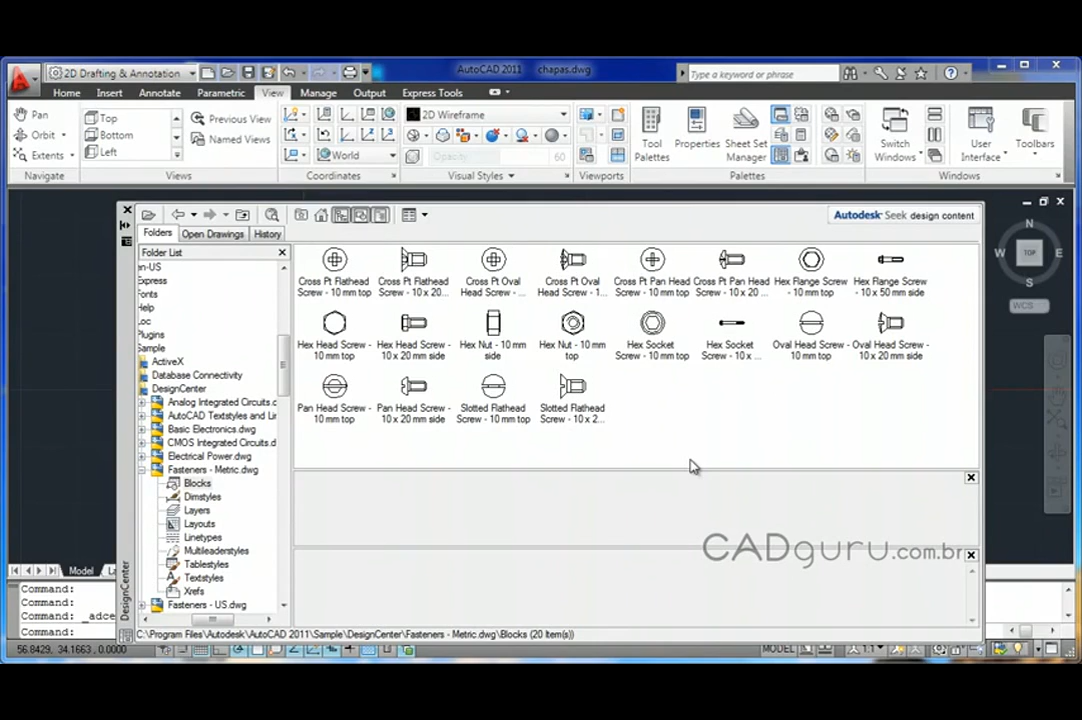 2D Drafting & Annotation
AutoCAD 2011 chapas.dwg
Type a keyword or phrase
Home Insert Annotate Parametric View Manage Output Express Tools
Pan
Orbit
Extents
Navigate
Top
Bottom
Left
Previous View
Named Views
Views
World
Coordinates
2D Wireframe
Opacity 60
Visual Styles
Viewports
Tool
Palettes
Properties
Sheet Set
Manager
Palettes
Switch
Windows
User
Interface
Toolbars
Windows
Autodesk Seek design content
Folders Open Drawings History
Folder List
en-US
Express
Fonts
Help
Loc
Plugins
Sample
ActiveX
Database Connectivity
DesignCenter
Analog Integrated Circuits.c
AutoCAD Textstyles and Lir
Basic Electronics.dwg
CMOS Integrated Circuits.d
Electrical Power.dwg
Fasteners - Metric.dwg
Blocks
Dimstyles
Layers
Layouts
Linetypes
Multileaderstyles
Tablestyles
Textstyles
Xrefs
Fasteners - US.dwg
Cross Pt Flathead
Screw - 10 mm top
Cross Pt Flathead
Screw - 10 x 20...
Cross Pt Oval
Head Screw - ...
Cross Pt Oval
Head Screw - 1...
Cross Pt Pan Head
Screw - 10 mm top
Cross Pt Pan Head
Screw - 10 x 20 ...
Hex Flange Screw
- 10 mm top
Hex Flange Screw
- 10 x 50 mm side
Hex Head Screw -
10 mm top
Hex Head Screw -
10 x 20 mm side
Hex Nut - 10 mm
side
Hex Nut - 10 mm
top
Hex Socket
Screw - 10 mm top
Hex Socket
Screw - 10 x ...
Oval Head Screw -
10 mm top
Oval Head Screw -
10 x 20 mm side
Pan Head Screw -
10 mm top
Pan Head Screw -
10 x 20 mm side
Slotted Flathead
Screw - 10 mm top
Slotted Flathead
Screw - 10 x 2...
N
W TOP E
S
WCS
CADguru.com.br
DesignCenter
C:\Program Files\Autodesk\AutoCAD 2011\Sample\DesignCenter\Fasteners - Metric.dwg\Blocks (20 Item(s))
Model
Command:
Command:
Command: _adce
Command:
56.8429, 34.1663, 0.0000
MODEL
1:1